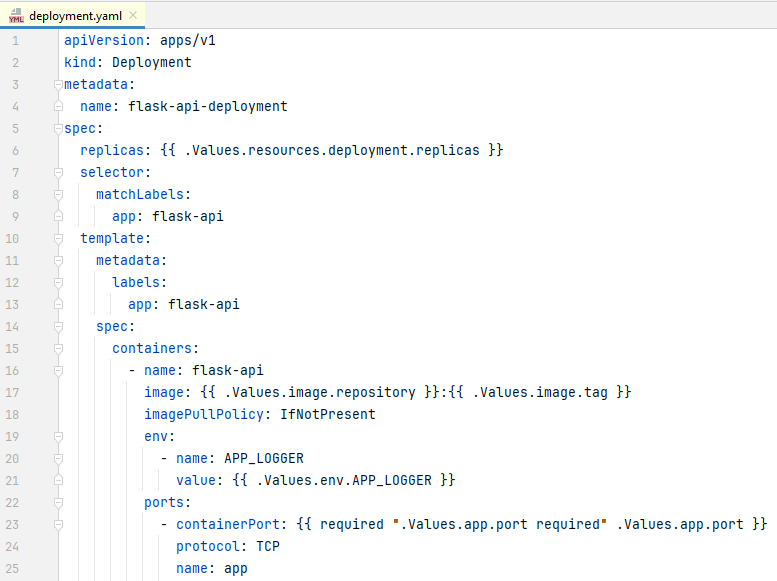 deployment.yaml
1 apiVersion: apps/v1
2 kind: Deployment
3 metadata:
4   name: flask-api-deployment
5 spec:
6   replicas: {{ .Values.resources.deployment.replicas }}
7   selector:
8     matchLabels:
9       app: flask-api
10   template:
11     metadata:
12       labels:
13         app: flask-api
14     spec:
15       containers:
16         - name: flask-api
17           image: {{ .Values.image.repository }}:{{ .Values.image.tag }}
18           imagePullPolicy: IfNotPresent
19           env:
20             - name: APP_LOGGER
21               value: {{ .Values.env.APP_LOGGER }}
22           ports:
23             - containerPort: {{ required ".Values.app.port required" .Values.app.port }}
24               protocol: TCP
25               name: app